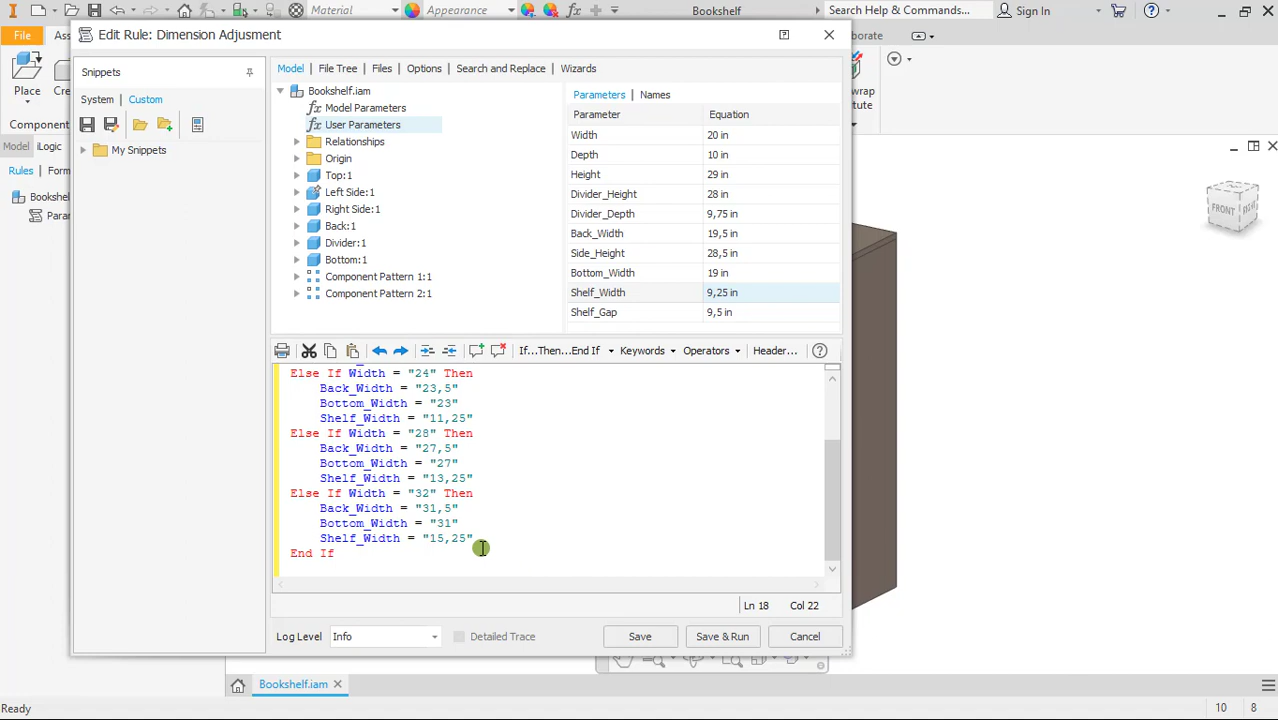 Material
Appearance
Bookshelf
Search Help & Commands...
Sign In
File
Edit Rule: Dimension Adjusment
Place
Component
Model
iLogic
Rules
Form
Bookshel
Para
Snippets
System
Custom
My Snippets
Model
File Tree
Files
Options
Search and Replace
Wizards
Bookshelf.iam
Model Parameters
User Parameters
Relationships
Origin
Top:1
Left Side:1
Right Side:1
Back:1
Divider:1
Bottom:1
Component Pattern 1:1
Component Pattern 2:1
Parameters
Names
Parameter Equation
Width 20 in
Depth 10 in
Height 29 in
Divider_Height 28 in
Divider_Depth 9,75 in
Back_Width 19,5 in
Side_Height 28,5 in
Bottom_Width 19 in
Shelf_Width 9,25 in
Shelf_Gap 9,5 in
If...Then...End If
Keywords
Operators
Header...
Else If Width = "24" Then
Back_Width = "23,5"
Bottom_Width = "23"
Shelf_Width = "11,25"
Else If Width = "28" Then
Back_Width = "27,5"
Bottom_Width = "27"
Shelf_Width = "13,25"
Else If Width = "32" Then
Back_Width = "31,5"
Bottom_Width = "31"
Shelf_Width = "15,25"
End If
Ln 18 Col 22
Log Level
Info
Detailed Trace
Save
Save & Run
Cancel
FRONT
Bookshelf.iam
Ready
10 8